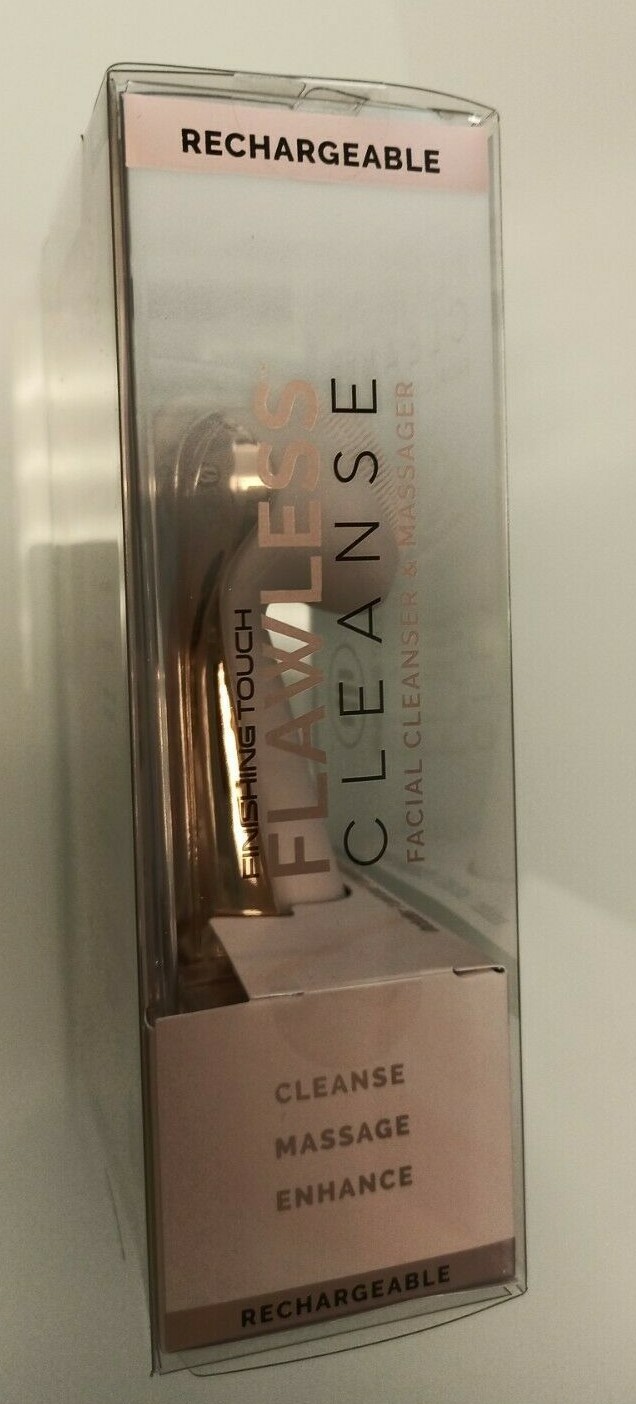 RECHARGEABLE
FINISHING TOUCH
FLAWLESS
CLEANSE
FACIAL CLEANSER & MASSAGER
CLEANSE
MASSAGE
ENHANCE
RECHARGEABLE